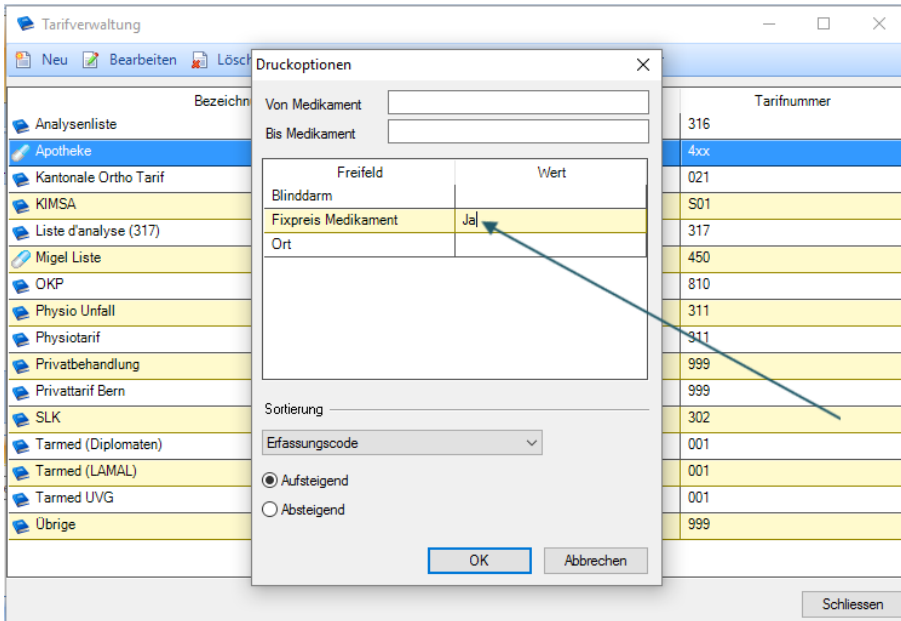 Tarifverwaltung
Neu Bearbeiten
Druckoptionen
Von Medikament
Bis Medikament
Freifeld Wert
Blinddarm
Fixpreis Medikament Ja
Ort
Sortierung
Erfassungscode
Aufsteigend
Absteigend
OK Abbrechen
Tarifnummer
Analysenliste 316
Apotheke 4xx
Kantonale Ortho Tarif 021
KIMSA S01
Liste d'analyse (317) 317
Migel Liste 450
OKP 810
Physio Unfall 311
Physiotarif 311
Privatbehandlung 999
Privattarif Bern 999
SLK 302
Tarmed (Diplomaten) 001
Tarmed (LAMAL) 001
Tarmed UVG 001
Übrige 999
Schliessen